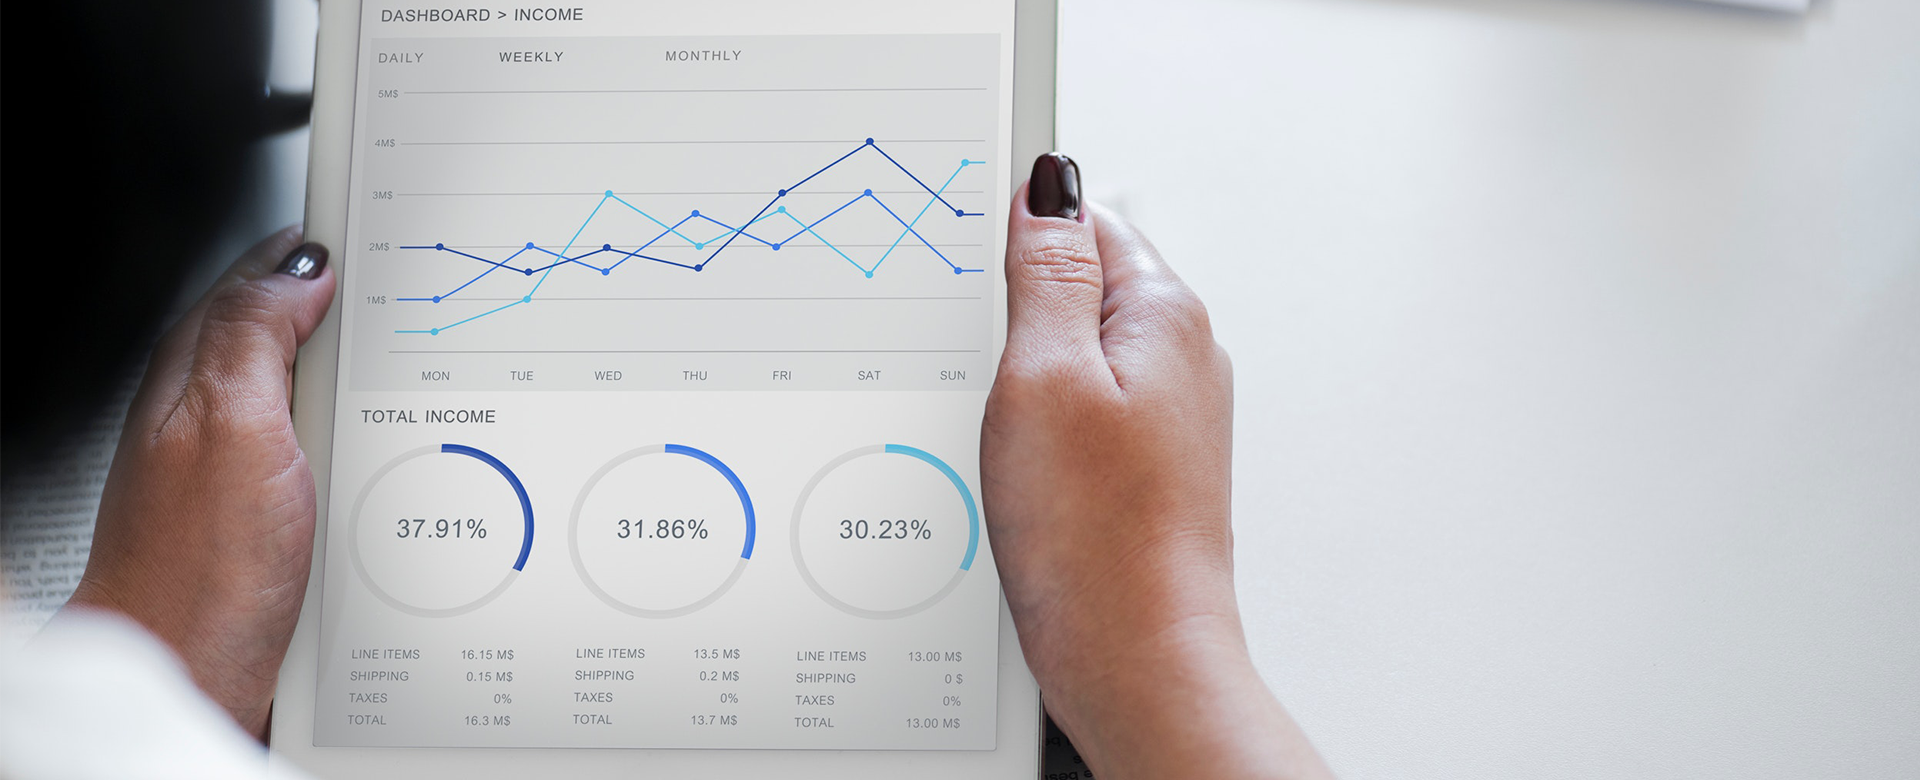 DASHBOARD > INCOME
DAILY WEEKLY MONTHLY
5M$
4M$
3M$
2M$
1M$
MON TUE WED THU FRI SAT SUN
TOTAL INCOME
37.91% 31.86% 30.23%
LINE ITEMS 16.15 M$
SHIPPING 0.15 M$
TAXES 0%
TOTAL 16.3 M$
LINE ITEMS 13.5 M$
SHIPPING 0.2 M$
TAXES 0%
TOTAL 13.7 M$
LINE ITEMS 13.00 M$
SHIPPING 0 $
TAXES 0%
TOTAL 13.00 M$